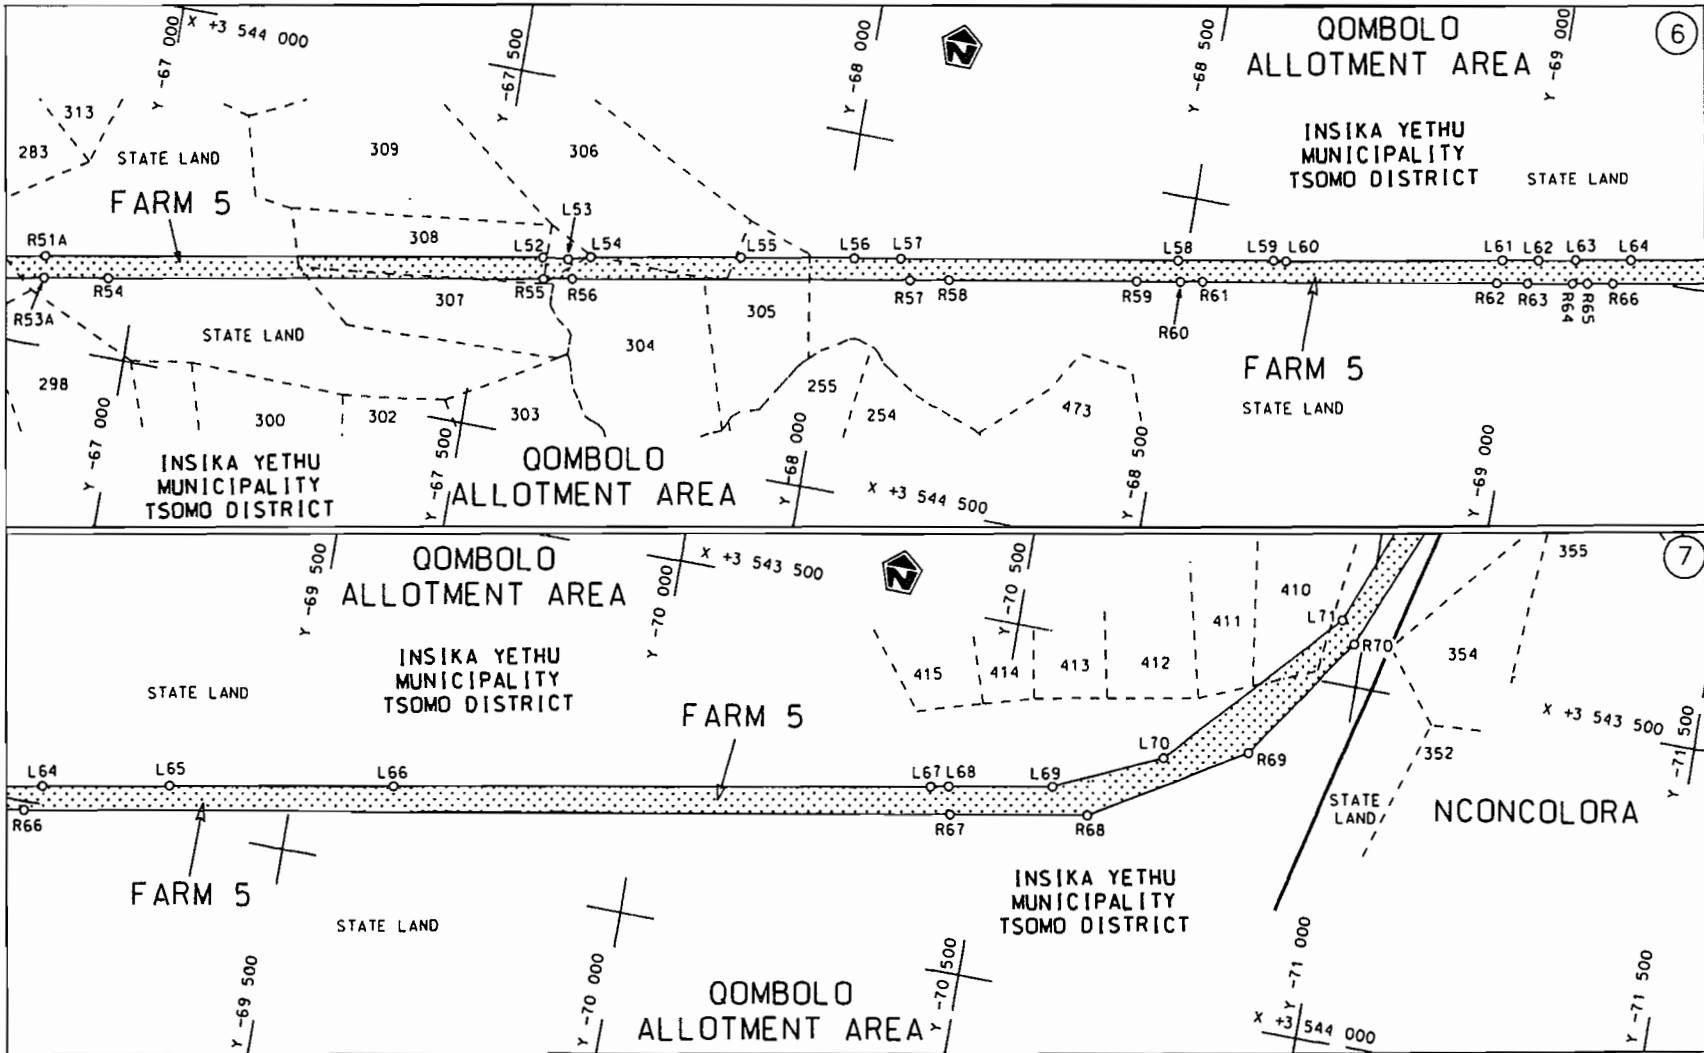 Y -67 000
X +3 544 000
Y -67 500
Y -68 000
N
Y -68 500
QOMBOLO
ALLOTMENT AREA
Y -69 000
6
313
283
STATE LAND
309
306
INSIKA YETHU
MUNICIPALITY
TSOMO DISTRICT
STATE LAND
FARM 5
R51A
308
L52
L53
L54
L55
L56
L57
L58
L59
L60
L61
L62
L63
L64
R53A
R54
307
R55
R56
305
R57
R58
R59
R60
R61
R62
R63
R64
R65
R66
STATE LAND
304
FARM 5
STATE LAND
298
300
302
303
255
254
473
Y -67 000
Y -67 500
Y -68 000
Y -68 500
Y -69 000
INSIKA YETHU
MUNICIPALITY
TSOMO DISTRICT
QOMBOLO
ALLOTMENT AREA
X +3 544 500
7
Y -69 500
QOMBOLO
ALLOTMENT AREA
Y -70 000
X +3 543 500
N
Y -70 500
410
411
412
413
414
415
L71
R70
355
354
352
INSIKA YETHU
MUNICIPALITY
TSOMO DISTRICT
STATE LAND
FARM 5
X +3 543 500
Y -71 500
L64
L65
L66
L67
L68
L69
L70
R69
R66
R67
R68
STATE
LAND
NCONCOLORA
FARM 5
STATE LAND
INSIKA YETHU
MUNICIPALITY
TSOMO DISTRICT
Y -69 500
Y -70 000
QOMBOLO
ALLOTMENT AREA
Y -70 500
Y -71 000
X +3 544 000
Y -71 500